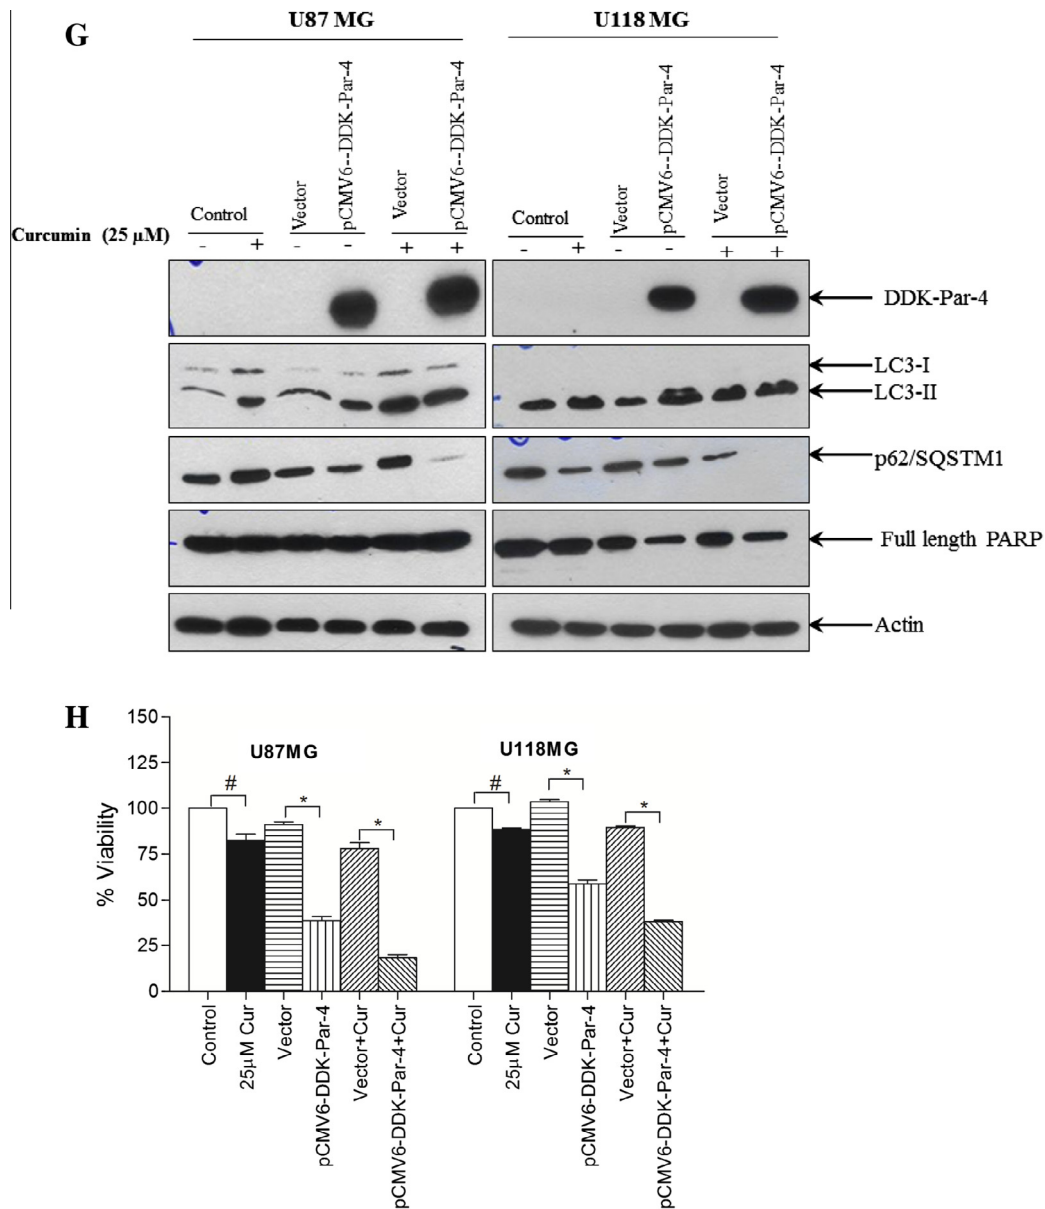 G
U87 MG
U118 MG
Control
Vector
pCMV6--DDK-Par-4
Vector
pCMV6--DDK-Par-4
Control
Vector
pCMV6--DDK-Par-4
Vector
pCMV6--DDK-Par-4
Curcumin (25 µM)
- + - - + +
- + - - + +
DDK-Par-4
LC3-I
LC3-II
p62/SQSTM1
Full length PARP
Actin
H
% Viability
150
125
100
75
50
25
0
U87MG
U118MG
# * *
# * *
Control
25µM Cur
Vector
pCMV6-DDK-Par-4
Vector+Cur
pCMV6-DDK-Par-4+Cur
Control
25µM Cur
Vector
pCMV6-DDK-Par-4
Vector+Cur
pCMV6-DDK-Par-4+Cur